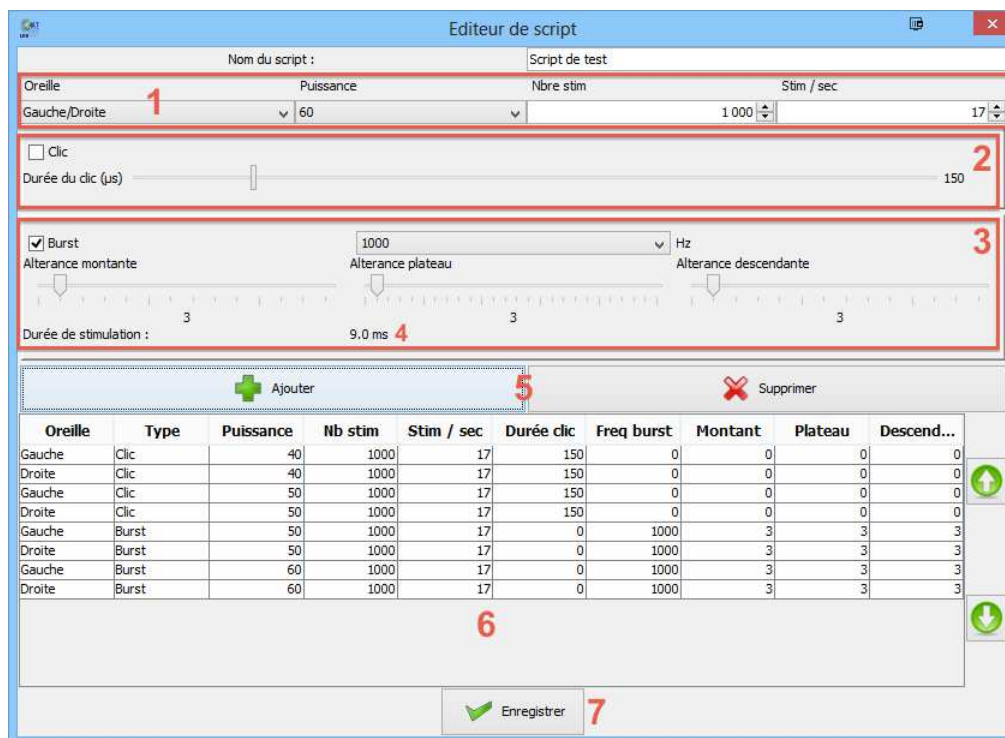 Editeur de script
Nom du script : Script de test
Oreille Puissance Nbre stim Stim / sec
1
Gauche/Droite 60 1 000 17
Clic 2
Durée du clic (µs) 150
Burst 1000 Hz 3
Alterance montante Alterance plateau Alterance descendante
3 3 3
Durée de stimulation : 9.0 ms 4
Ajouter 5 Supprimer
Oreille Type Puissance Nb stim Stim / sec Durée clic Freq burst Montant Plateau Descend...
Gauche Clic 40 1000 17 150 0 0 0 0
Droite Clic 40 1000 17 150 0 0 0 0
Gauche Clic 50 1000 17 150 0 0 0 0
Droite Clic 50 1000 17 150 0 0 0 0
Gauche Burst 50 1000 17 0 1000 3 3 3
Droite Burst 50 1000 17 0 1000 3 3 3
Gauche Burst 60 1000 17 0 1000 3 3 3
Droite Burst 60 1000 17 0 1000 3 3 3
6
Enregistrer 7